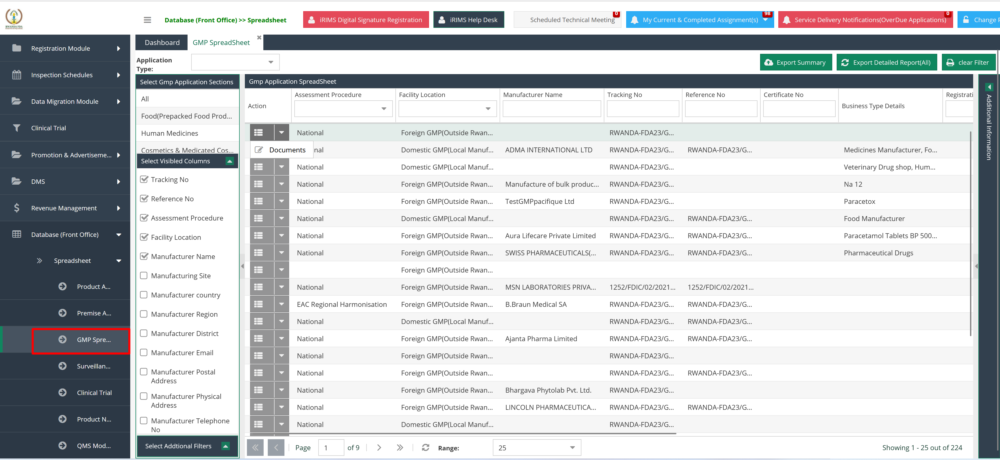 RWANDA FDA
Database (Front Office) >> Spreadsheet
iRIMS Digital Signature Registration
iRIMS Help Desk
Scheduled Technical Meeting
0
My Current & Completed Assignment(s)
98
Service Delivery Notifications(OverDue Applications)
0
Change
Registration Module
Inspection Schedules
Data Migration Module
Clinical Trial
Promotion & Advertiseme...
DMS
Revenue Management
Database (Front Office)
Spreadsheet
Product A...
Premise A...
GMP Spre...
Surveillan...
Clinical Trial
Product N...
QMS Mod...
Dashboard
GMP SpreadSheet
Application
Type:
Export Summary
Export Detailed Report(All)
clear Filter
Select Gmp Application Sections
All
Food(Prepacked Food Prod...
Human Medicines
Cosmetics & Medicated Cos...
Select Visibled Columns
Tracking No
Reference No
Assessment Procedure
Facility Location
Manufacturer Name
Manufacturing Site
Manufacturer country
Manufacturer Region
Manufacturer District
Manufacturer Email
Manufacturer Postal
Address
Manufacturer Physical
Address
Manufacturer Telephone
No
Select Addtional Filters
Gmp Application SpreadSheet
Action Assessment Procedure Facility Location Manufacturer Name Tracking No Reference No Certificate No Business Type Details Registrati
National Foreign GMP(Outside Rwan... RWANDA-FDA23/G...
Documents
nal Domestic GMP(Local Manuf... ADMA INTERNATIONAL LTD RWANDA-FDA23/G... RWANDA-FDA23/G... Medicines Manufacturer, Fo...
National Domestic GMP(Local Manuf... RWANDA-FDA23/G... Veterinary Drug shop, Hum...
National Foreign GMP(Outside Rwan... Manufacture of bulk produc... RWANDA-FDA23/G... Na 12
National Foreign GMP(Outside Rwan... TestGMPpacifique Ltd RWANDA-FDA23/G... Paracetox
National Domestic GMP(Local Manuf... RWANDA-FDA23/G... RWANDA-FDA23/G... Food Manufacturer
National Foreign GMP(Outside Rwan... Aura Lifecare Private Limited RWANDA-FDA23/G... RWANDA-FDA23/G... Paracetamol Tablets BP 500...
National Foreign GMP(Outside Rwan... SWISS PHARMACEUTICALS(... RWANDA-FDA23/G... RWANDA-FDA23/G... Pharmaceutical Drugs
Foreign GMP(Outside Rwan...
National Foreign GMP(Outside Rwan... MSN LABORATORIES PRIVA... 1252/FDIC/02/2021... 1252/FDIC/02/2021...
EAC Regional Harmonisation Foreign GMP(Outside Rwan... B.Braun Medical SA RWANDA-FDA23/G... RWANDA-FDA23/G...
National Domestic GMP(Local Manuf... RWANDA-FDA23/G... RWANDA-FDA23/G...
National Foreign GMP(Outside Rwan... Ajanta Pharma Limited RWANDA-FDA23/G... RWANDA-FDA23/G...
National Foreign GMP(Outside Rwan... RWANDA-FDA23/G...
National Foreign GMP(Outside Rwan... RWANDA-FDA23/G... RWANDA-FDA23/G...
National Foreign GMP(Outside Rwan... Bhargava Phytolab Pvt. Ltd. RWANDA-FDA23/G...
National Foreign GMP(Outside Rwan... LINCOLN PHARMACEUTICA... RWANDA-FDA23/G... RWANDA-FDA23/G...
National Domestic GMP(Local Manuf... RWANDA-FDA23/G...
Page 1 of 9 Range: 25 Showing 1 - 25 out of 224
Additional Information